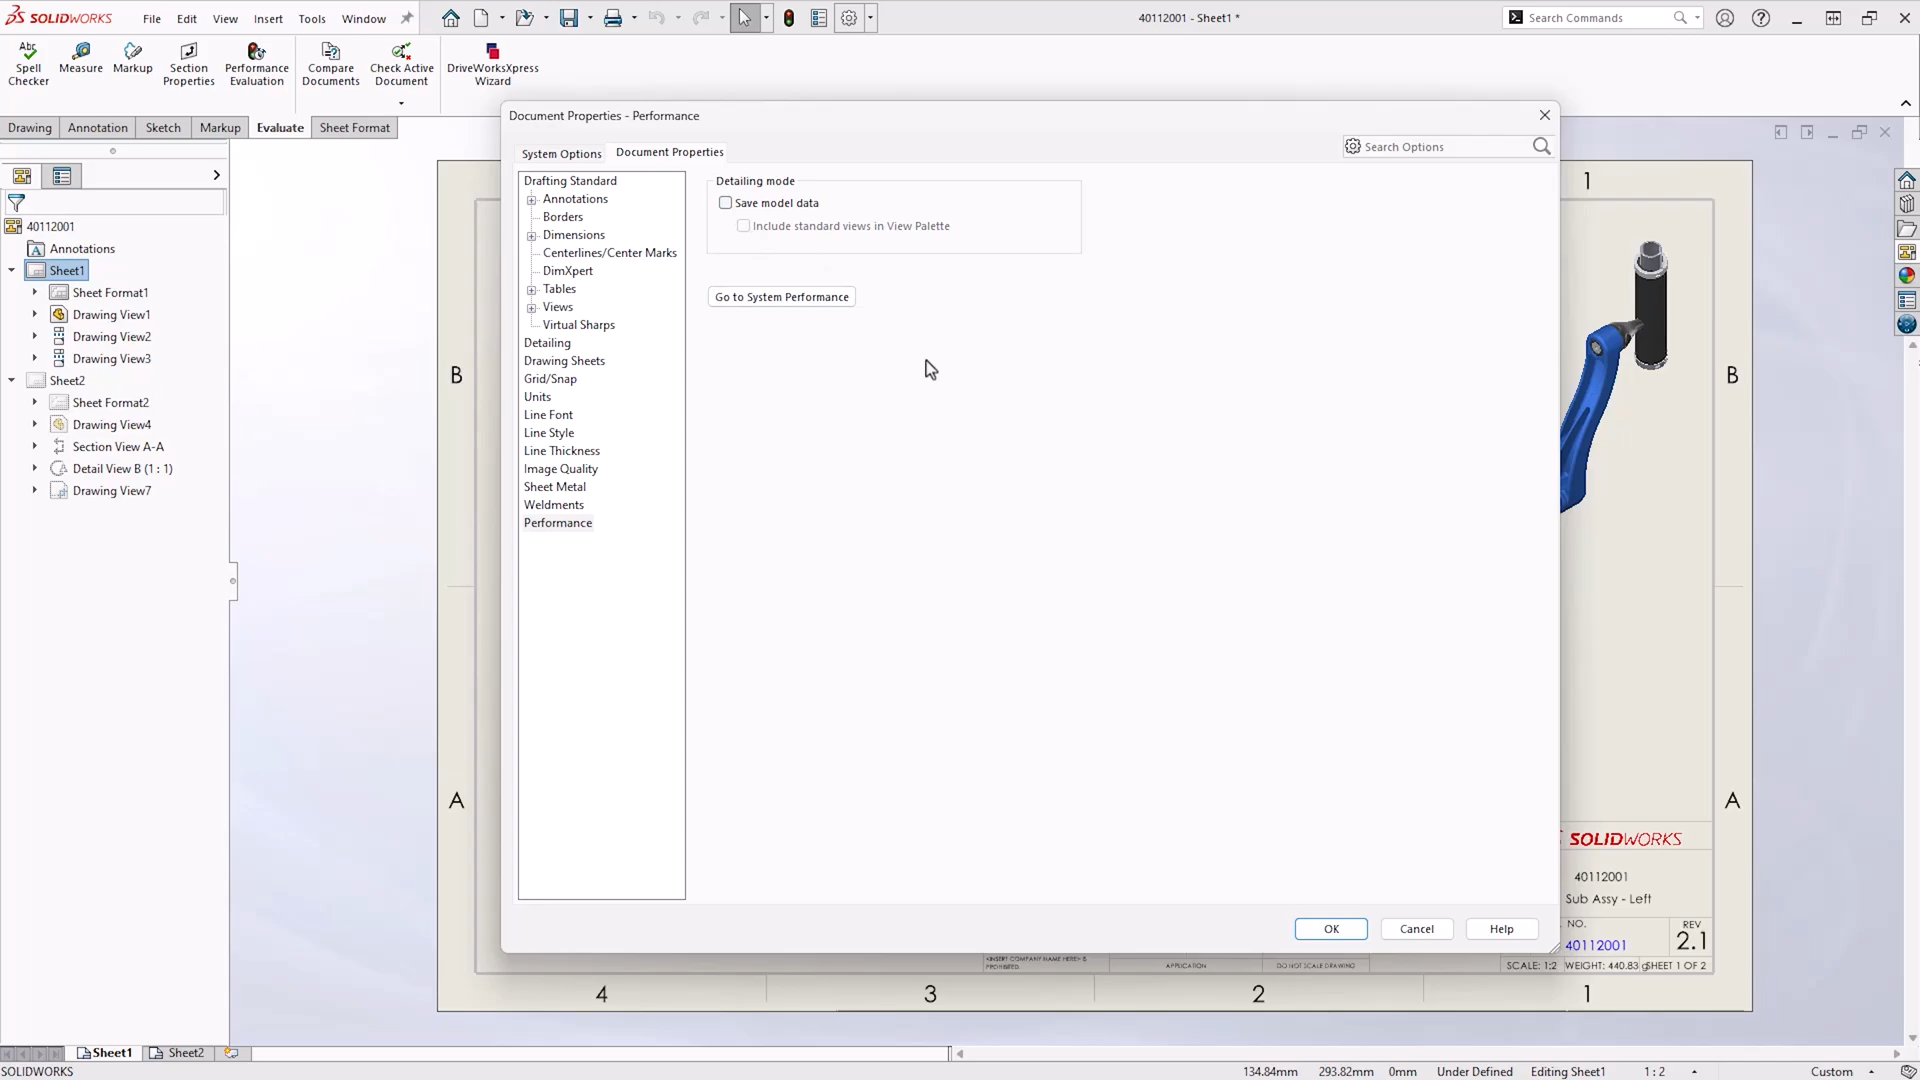 SOLIDWORKS File Edit View Insert Tools Window 40112001 - Sheet1 * Search Commands
Abc
Spell Checker
Measure
Markup
Section Properties
Performance Evaluation
Compare Documents
Check Active Document
DriveWorksXpress Wizard
Drawing Annotation Sketch Markup Evaluate Sheet Format
40112001
Annotations
Sheet1
Sheet Format1
Drawing View1
Drawing View2
Drawing View3
Sheet2
Sheet Format2
Drawing View4
Section View A-A
Detail View B (1 : 1)
Drawing View7
Document Properties - Performance
System Options Document Properties
Search Options
Drafting Standard
Annotations
Borders
Dimensions
Centerlines/Center Marks
DimXpert
Tables
Views
Virtual Sharps
Detailing
Drawing Sheets
Grid/Snap
Units
Line Font
Line Style
Line Thickness
Image Quality
Sheet Metal
Weldments
Performance
Detailing mode
Save model data
Include standard views in View Palette
Go to System Performance
OK Cancel Help
1
B B
A A
SOLIDWORKS
40112001
Sub Assy - Left
NO.
40112001
REV
2.1
<INSERT COMPANY NAME HERE> IS
PROHIBITED.
APPLICATION
DO NOT SCALE DRAWING
SCALE: 1:2 WEIGHT: 440.83 g SHEET 1 OF 2
4 3 2 1
Sheet1 Sheet2
SOLIDWORKS 134.84mm 293.82mm 0mm Under Defined Editing Sheet1 1 : 2 Custom